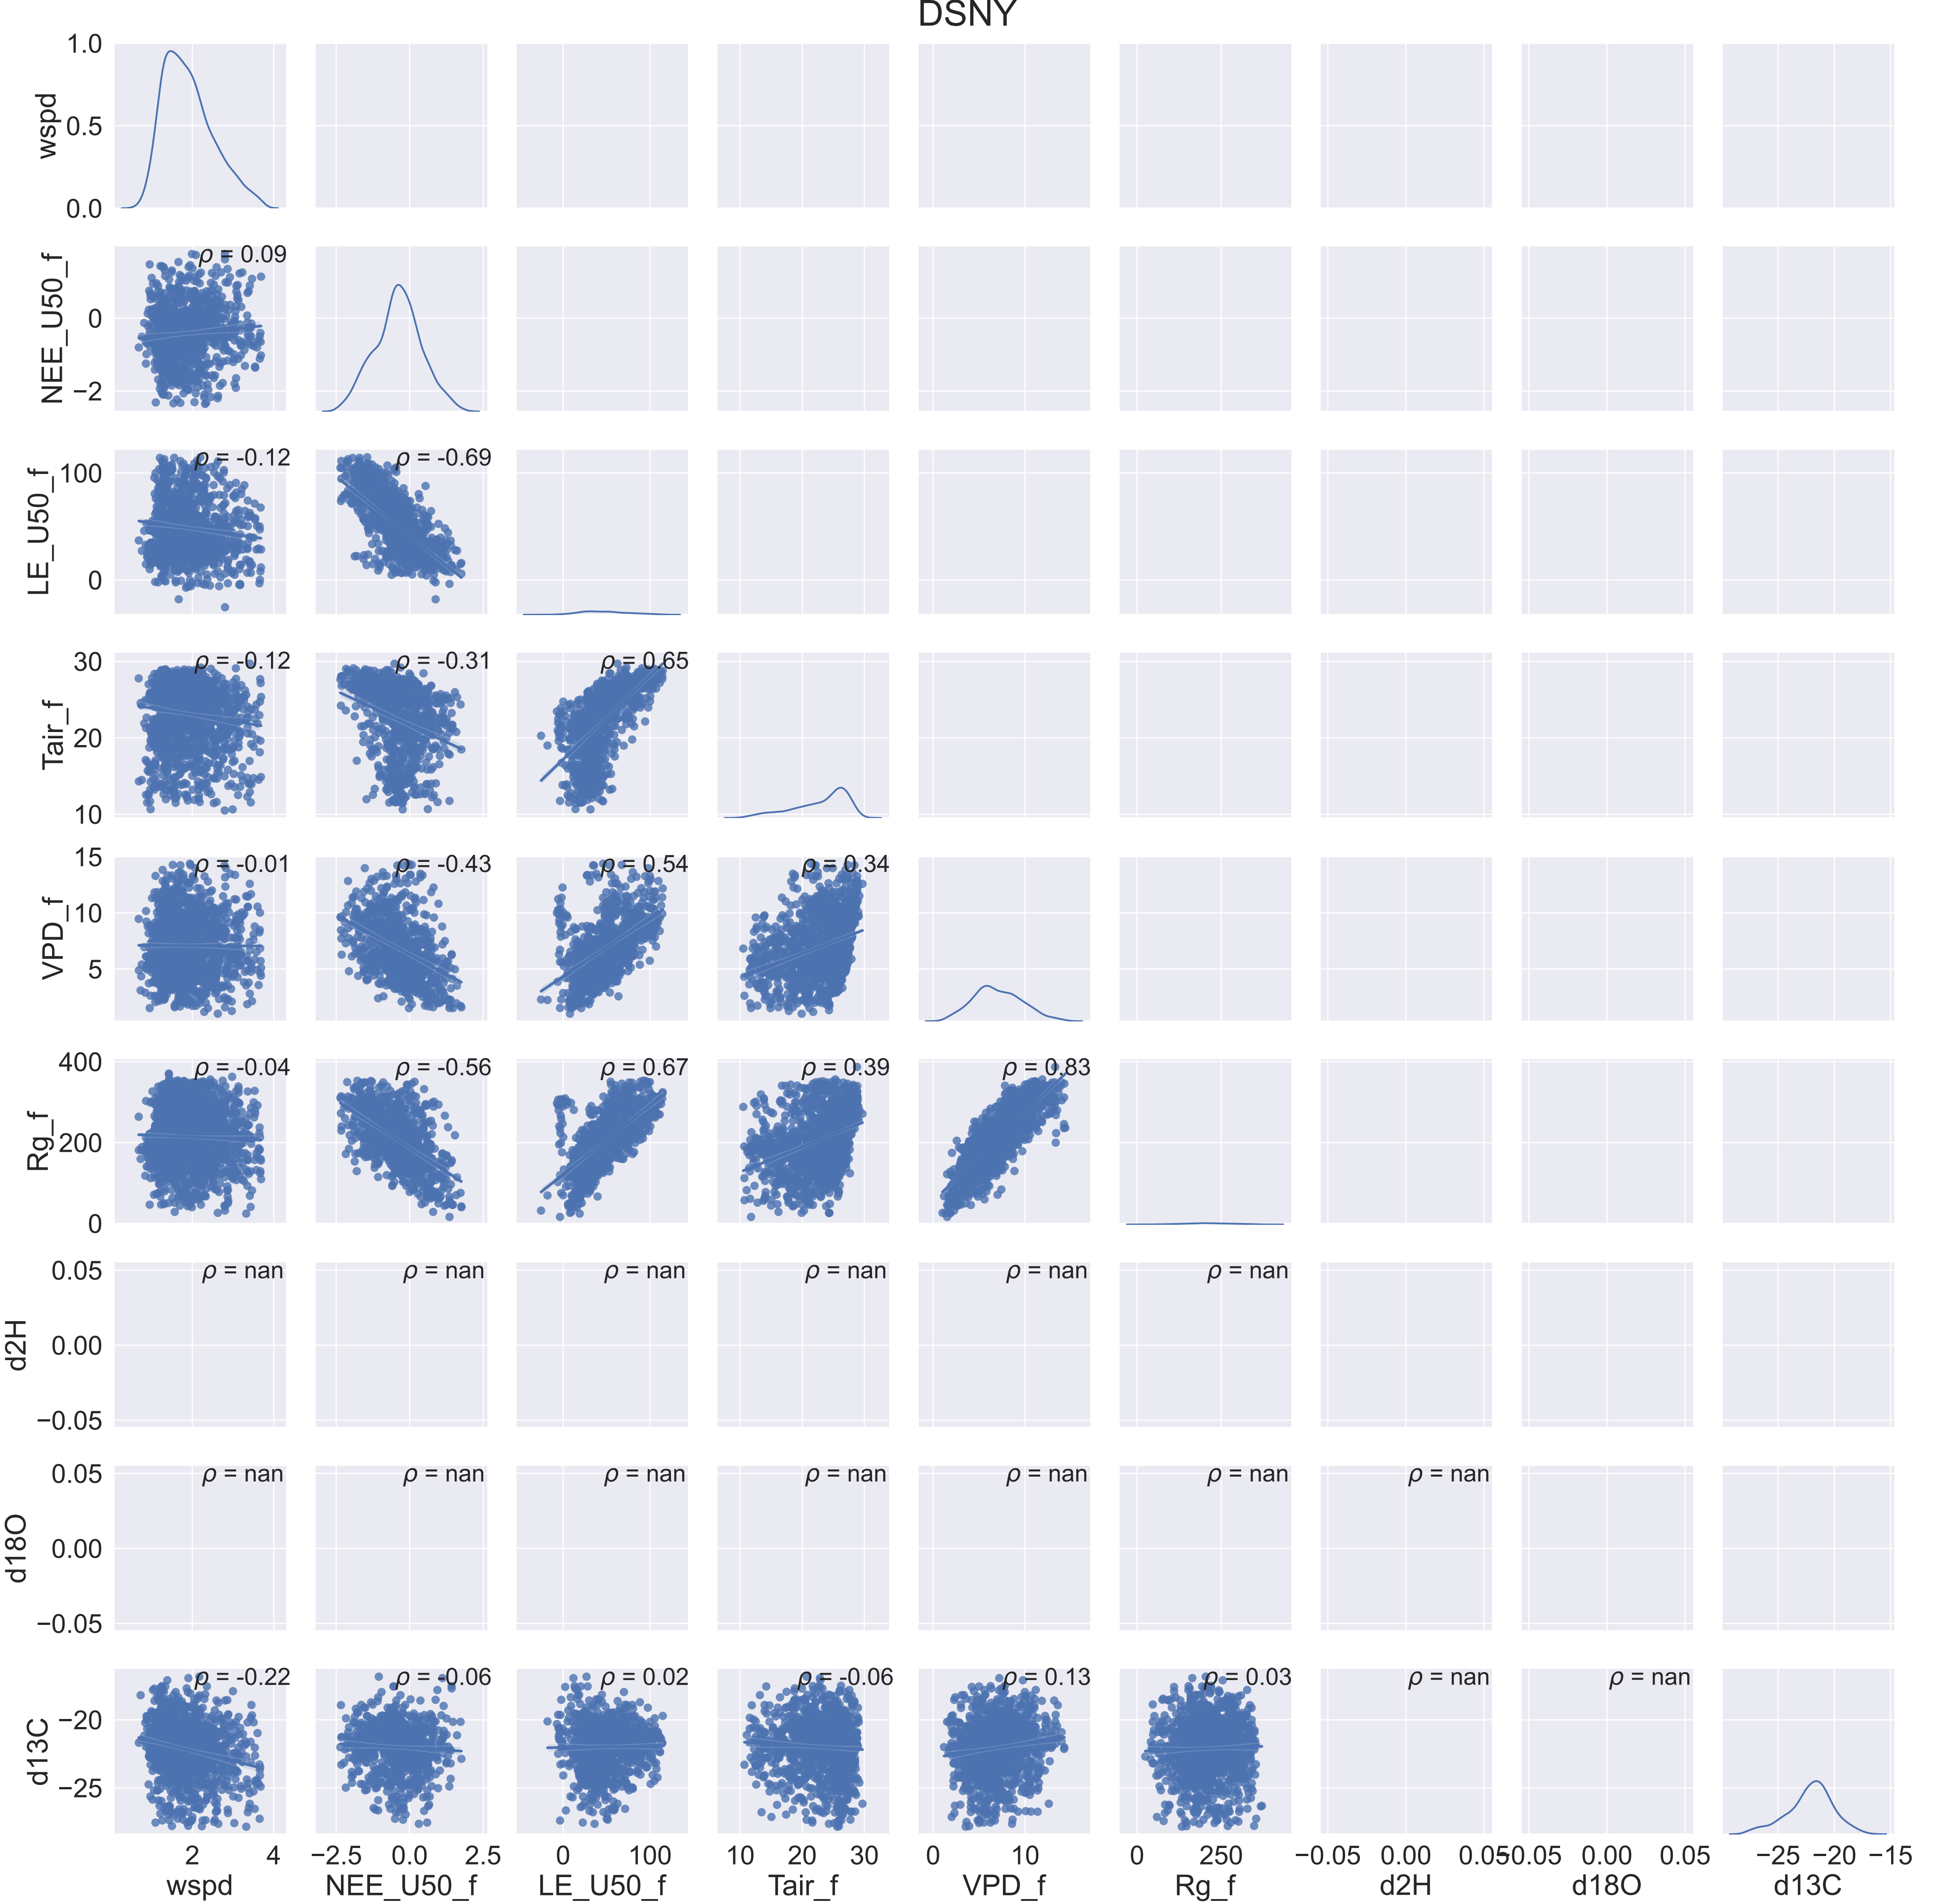 DSNY
1.0
0.5
0.0
wspd
ρ = 0.09
0
−2
NEE_U50_f
ρ = -0.12
ρ = -0.69
100
0
LE_U50_f
ρ = -0.12
ρ = -0.31
ρ = 0.65
30
20
10
Tair_f
ρ = -0.01
ρ = -0.43
ρ = 0.54
ρ = 0.34
15
10
5
VPD_f
ρ = -0.04
ρ = -0.56
ρ = 0.67
ρ = 0.39
ρ = 0.83
400
200
0
Rg_f
ρ = nan
ρ = nan
ρ = nan
ρ = nan
ρ = nan
ρ = nan
0.05
0.00
−0.05
d2H
ρ = nan
ρ = nan
ρ = nan
ρ = nan
ρ = nan
ρ = nan
ρ = nan
0.05
0.00
−0.05
d18O
ρ = -0.22
ρ = -0.06
ρ = 0.02
ρ = -0.06
ρ = 0.13
ρ = 0.03
ρ = nan
ρ = nan
−20
−25
d13C
2 4 −2.5 0.0 2.5 0 100 10 20 30 0 10 0 250 −0.05 0.00 0.05 −0.05 0.00 0.05 −25 −20 −15
wspd NEE_U50_f LE_U50_f Tair_f VPD_f Rg_f d2H d18O d13C